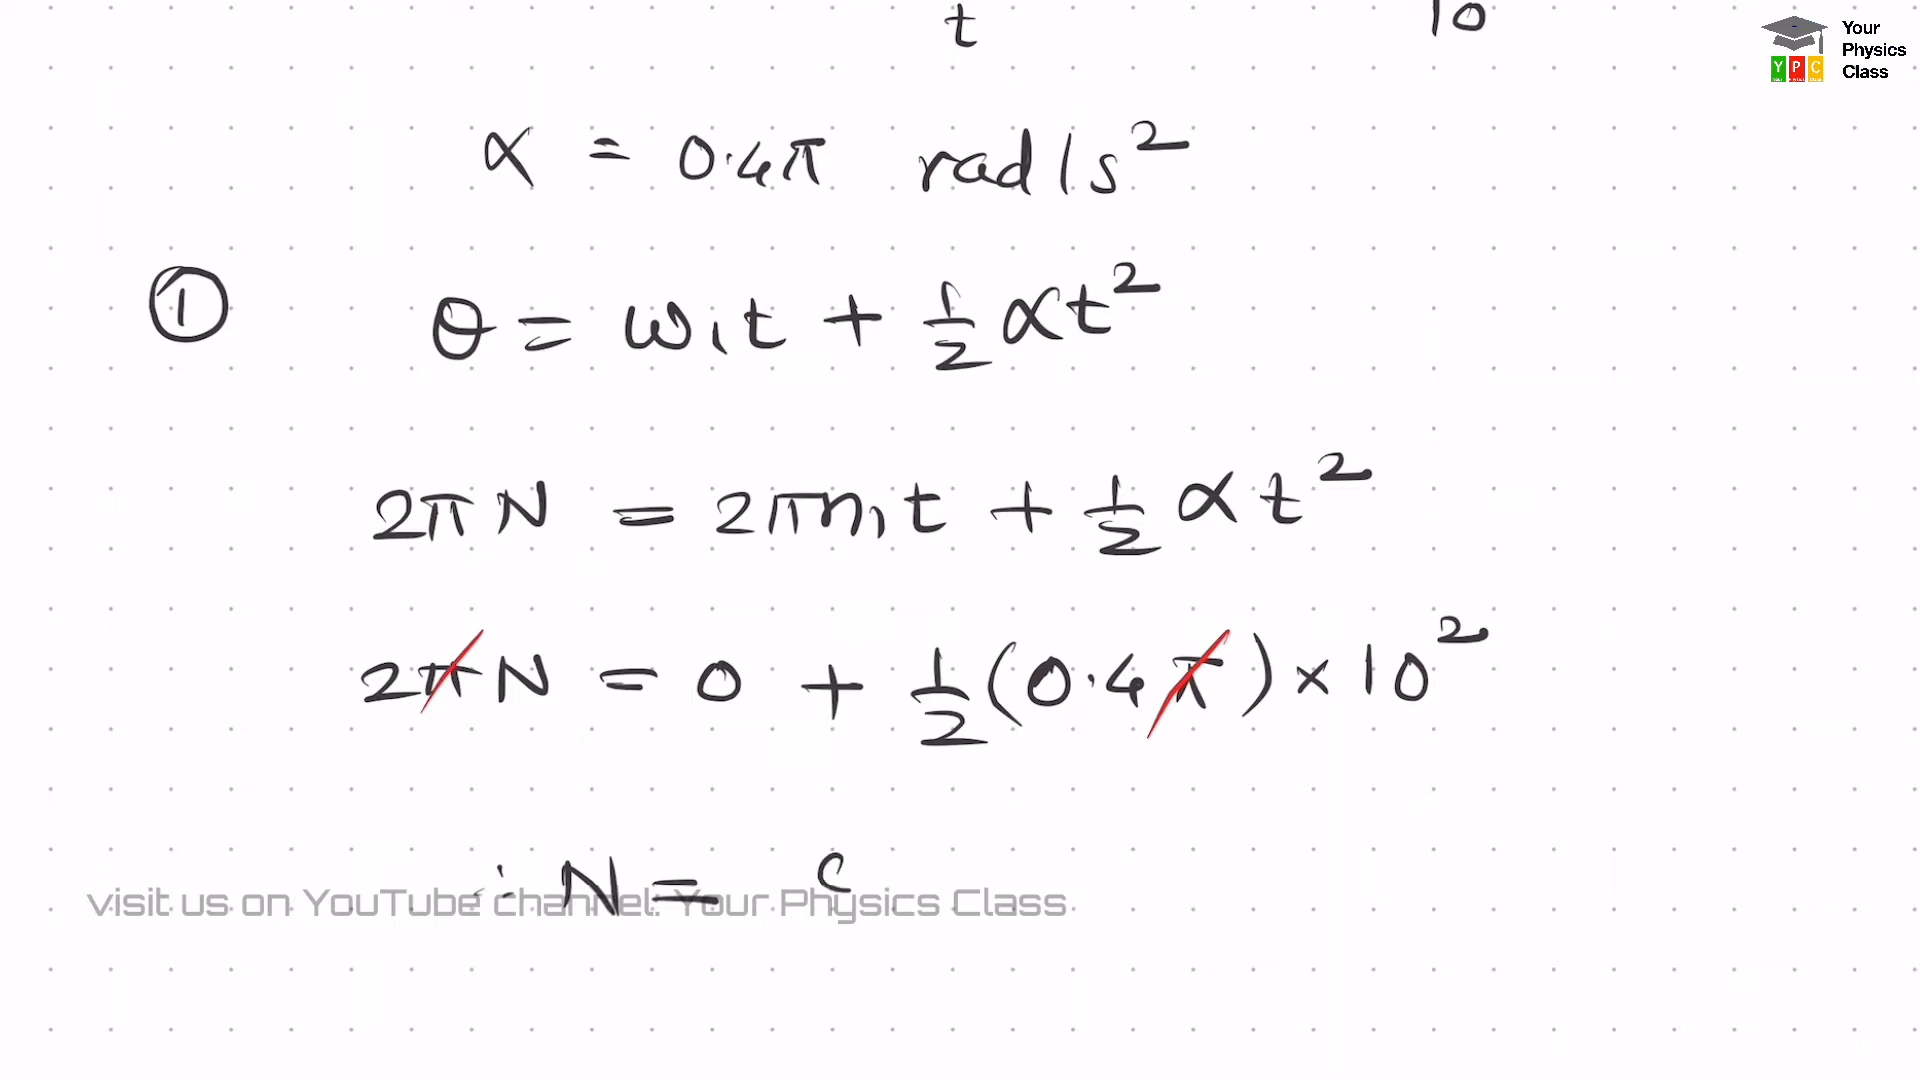 t 10
Your
Physics
Class
Y P C
α = 0.4π rad/s²
① θ = ω₁t + ½αt²
2πN = 2πn₁t + ½αt²
2πN = 0 + ½(0.4π) × 10²
∴ N =
visit us on YouTube channel: Your Physics Class